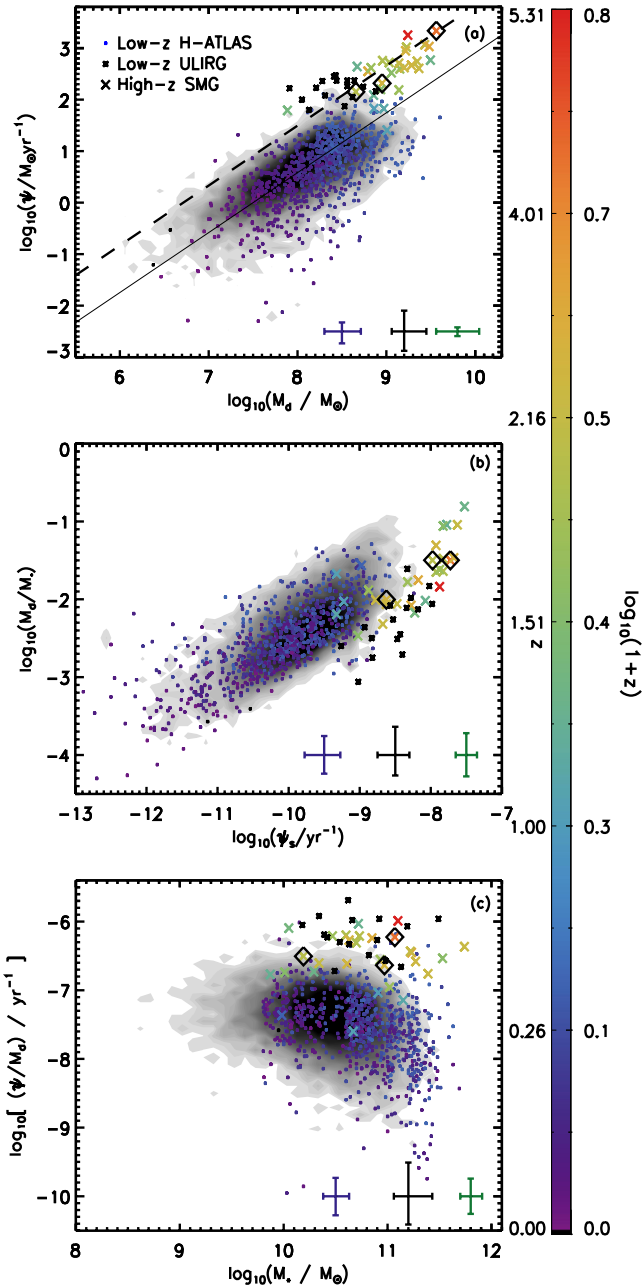 (a)
Low-z H-ATLAS
Low-z ULIRG
High-z SMG
3
2
1
0
−1
−2
−3
log₁₀(ψ/M⊙yr⁻¹)
6 7 8 9 10
log₁₀(M_d / M⊙)
(b)
0
−1
−2
−3
−4
log₁₀(M_d/M*)
−13 −12 −11 −10 −9 −8 −7
log₁₀(ψ_s/yr⁻¹)
(c)
−6
−7
−8
−9
−10
log₁₀[ (ψ/M_d) / yr⁻¹ ]
8 9 10 11 12
log₁₀(M* / M⊙)
5.31 0.8
4.01 0.7
2.16 0.5
1.51 0.4
z
log₁₀(1+z)
1.00 0.3
0.26 0.1
0.00 0.0